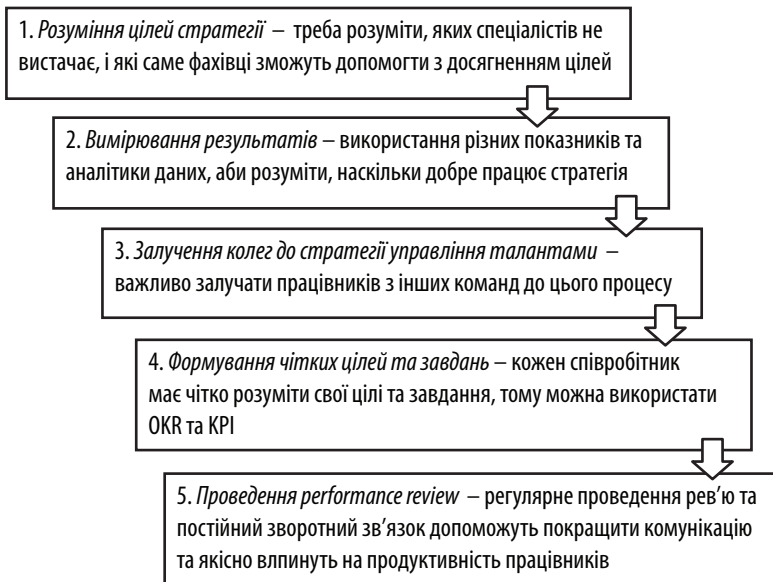 1. Розуміння цілей стратегії – треба розуміти, яких спеціалістів не
вистачає, і які саме фахівці зможуть допомогти з досягненням цілей
2. Вимірювання результатів – використання різних показників та
аналітики даних, аби розуміти, наскільки добре працює стратегія
3. Залучення колег до стратегії управління талантами –
важливо залучати працівників з інших команд до цього процесу
4. Формування чітких цілей та завдань – кожен співробітник
має чітко розуміти свої цілі та завдання, тому можна використати
OKR та KPI
5. Проведення performance review – регулярне проведення рев’ю та
постійний зворотний зв’язок допоможуть покращити комунікацію
та якісно влпинуть на продуктивність працівників